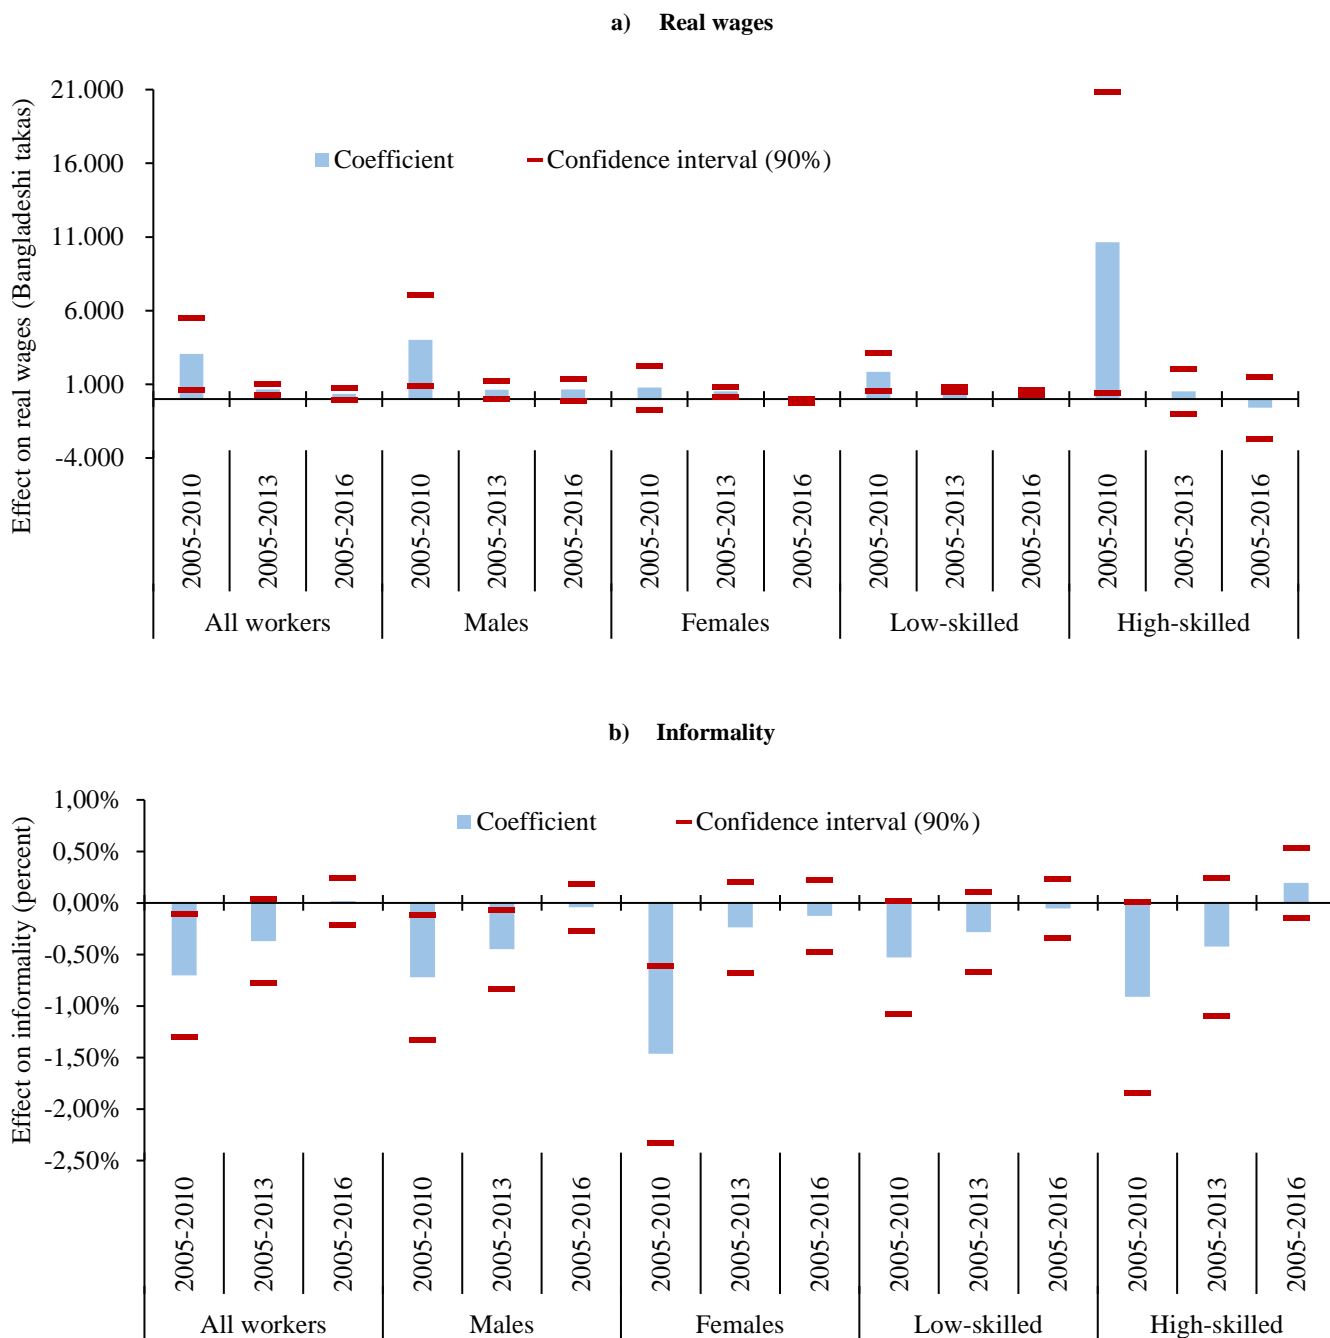 a) Real wages
Effect on real wages (Bangladeshi takas)
21.000
16.000
11.000
6.000
1.000
-4.000
Coefficient
Confidence interval (90%)
2005-2010
2005-2013
2005-2016
2005-2010
2005-2013
2005-2016
2005-2010
2005-2013
2005-2016
2005-2010
2005-2013
2005-2016
2005-2010
2005-2013
2005-2016
All workers
Males
Females
Low-skilled
High-skilled
b) Informality
Effect on informality (percent)
1,00%
0,50%
0,00%
-0,50%
-1,00%
-1,50%
-2,00%
-2,50%
Coefficient
Confidence interval (90%)
2005-2010
2005-2013
2005-2016
2005-2010
2005-2013
2005-2016
2005-2010
2005-2013
2005-2016
2005-2010
2005-2013
2005-2016
2005-2010
2005-2013
2005-2016
All workers
Males
Females
Low-skilled
High-skilled